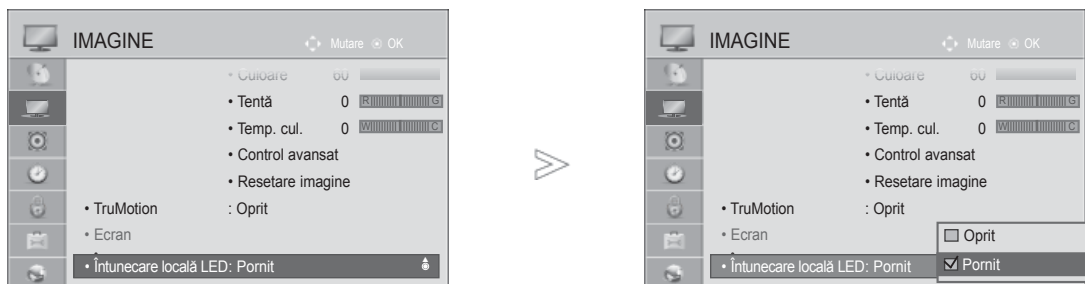 IMAGINE
Mutare OK
• Culoare 60
• Tentă 0 R G
• Temp. cul. 0 W C
• Control avansat
• Resetare imagine
• TruMotion : Oprit
• Ecran
• Întunecare locală LED: Pornit
>
IMAGINE
Mutare OK
• Culoare 60
• Tentă 0 R G
• Temp. cul. 0 W C
• Control avansat
• Resetare imagine
• TruMotion : Oprit
• Ecran
• Întunecare locală LED: Pornit
Oprit
Pornit